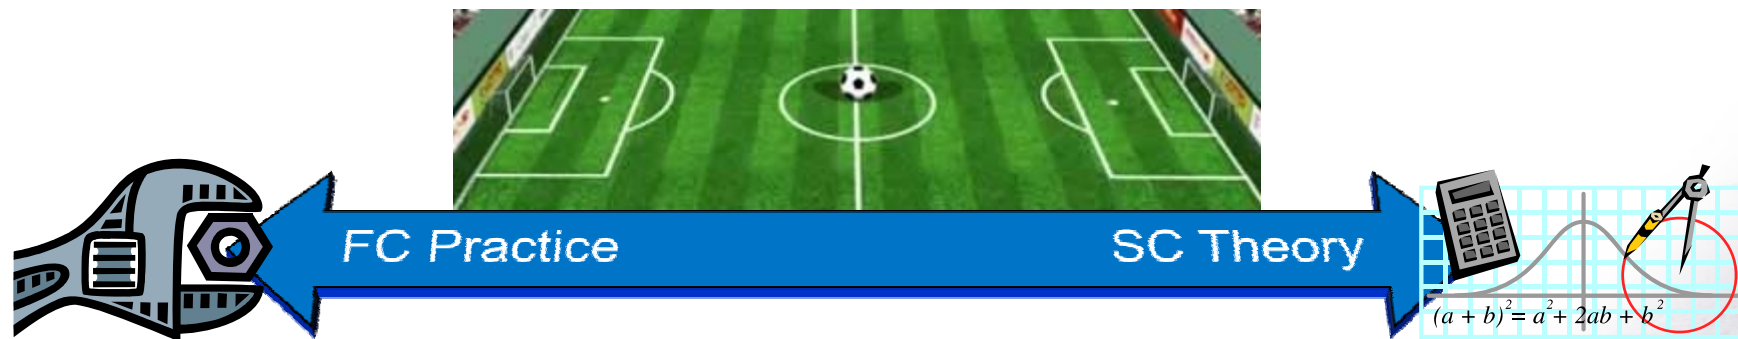 FC Practice
SC Theory
(a + b)²= a²+ 2ab + b²